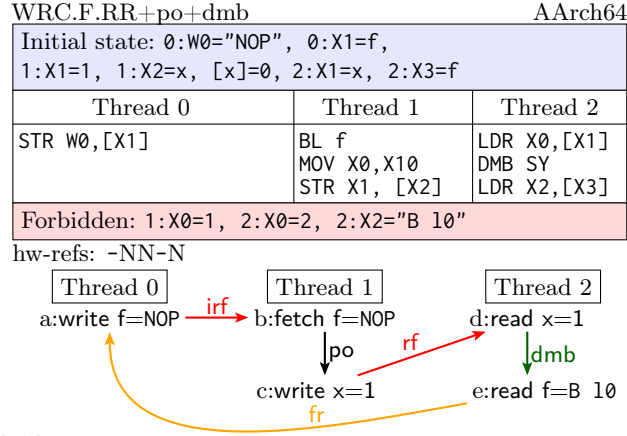 WRC.F.RR+po+dmb AArch64
Initial state: 0:W0="NOP", 0:X1=f,
1:X1=1, 1:X2=x, [x]=0, 2:X1=x, 2:X3=f
Thread 0 Thread 1 Thread 2
STR W0,[X1] BL f LDR X0,[X1]
MOV X0,X10 DMB SY
STR X1, [X2] LDR X2,[X3]
Forbidden: 1:X0=1, 2:X0=2, 2:X2="B l0"
hw-refs: -NN-N
Thread 0 Thread 1 Thread 2
a:write f=NOP irf b:fetch f=NOP d:read x=1
po rf dmb
c:write x=1 e:read f=B l0
fr